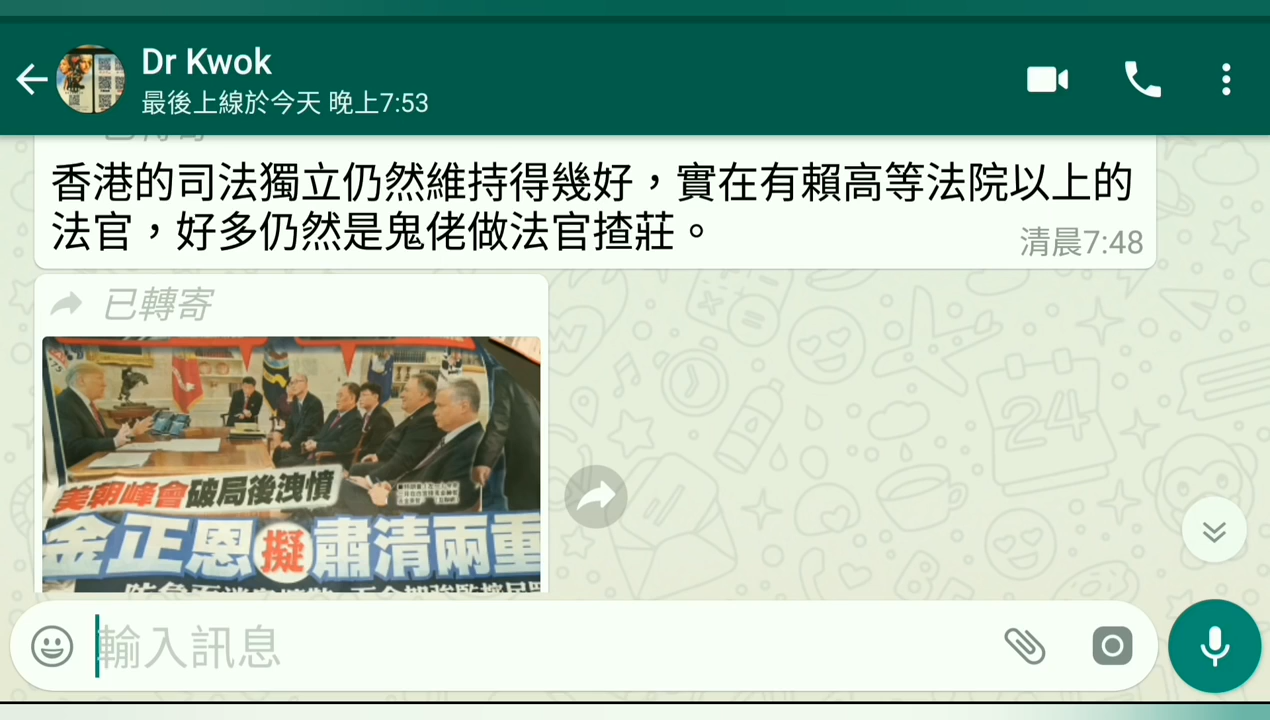 Dr Kwok
最後上線於今天 晚上7:53
香港的司法獨立仍然維持得幾好，實在有賴高等法院以上的
法官，好多仍然是鬼佬做法官揸莊。
清晨7:48
已轉寄
美朝峰會破局後洩憤
金正恩擬肅清兩重
輸入訊息